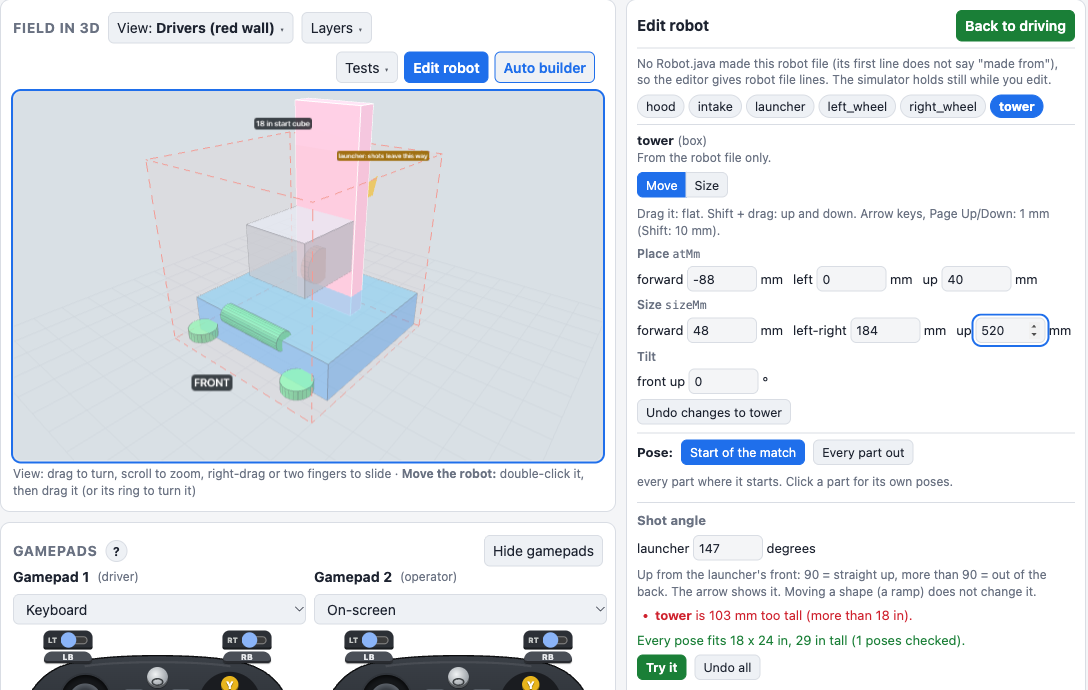 FIELD IN 3D
View: Drivers (red wall)
Layers
Tests
Edit robot
Auto builder
18 in start cube
launcher: shots leave this way
FRONT
View: drag to turn, scroll to zoom, right-drag or two fingers to slide · Move the robot: double-click it,
then drag it (or its ring to turn it)
GAMEPADS
?
Hide gamepads
Gamepad 1 (driver)
Gamepad 2 (operator)
Keyboard
On-screen
LT
RT
LT
RT
LB
RB
LB
RB
Y
Y
Edit robot
Back to driving
No Robot.java made this robot file (its first line does not say "made from"),
so the editor gives robot file lines. The simulator holds still while you edit.
hood
intake
launcher
left_wheel
right_wheel
tower
tower (box)
From the robot file only.
Move
Size
Drag it: flat. Shift + drag: up and down. Arrow keys, Page Up/Down: 1 mm
(Shift: 10 mm).
Place atMm
forward -88 mm left 0 mm up 40 mm
Size sizeMm
forward 48 mm left-right 184 mm up 520 mm
Tilt
front up 0 °
Undo changes to tower
Pose: Start of the match Every part out
every part where it starts. Click a part for its own poses.
Shot angle
launcher 147 degrees
Up from the launcher's front: 90 = straight up, more than 90 = out of the
back. The arrow shows it. Moving a shape (a ramp) does not change it.
• tower is 103 mm too tall (more than 18 in).
Every pose fits 18 x 24 in, 29 in tall (1 poses checked).
Try it
Undo all